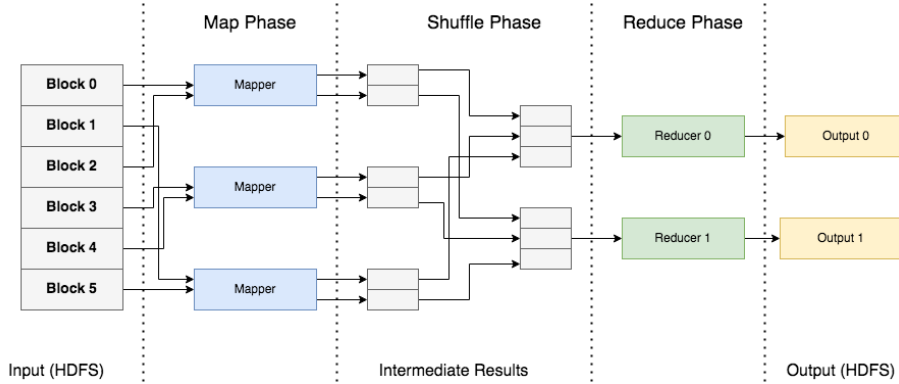 Map Phase
Shuffle Phase
Reduce Phase
Block 0
Block 1
Block 2
Block 3
Block 4
Block 5
Mapper
Mapper
Mapper
Reducer 0
Output 0
Reducer 1
Output 1
Input (HDFS)
Intermediate Results
Output (HDFS)